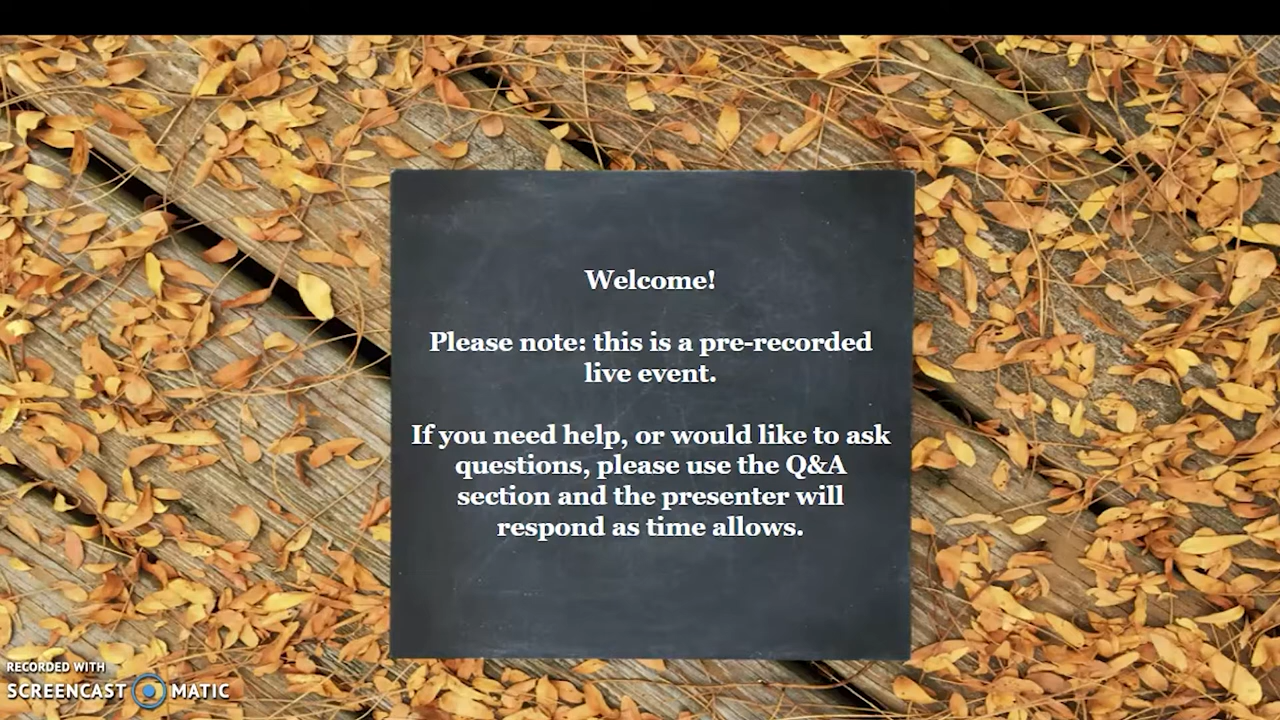 Welcome!
Please note: this is a pre-recorded
live event.
If you need help, or would like to ask
questions, please use the Q&A
section and the presenter will
respond as time allows.
RECORDED WITH
SCREENCAST MATIC